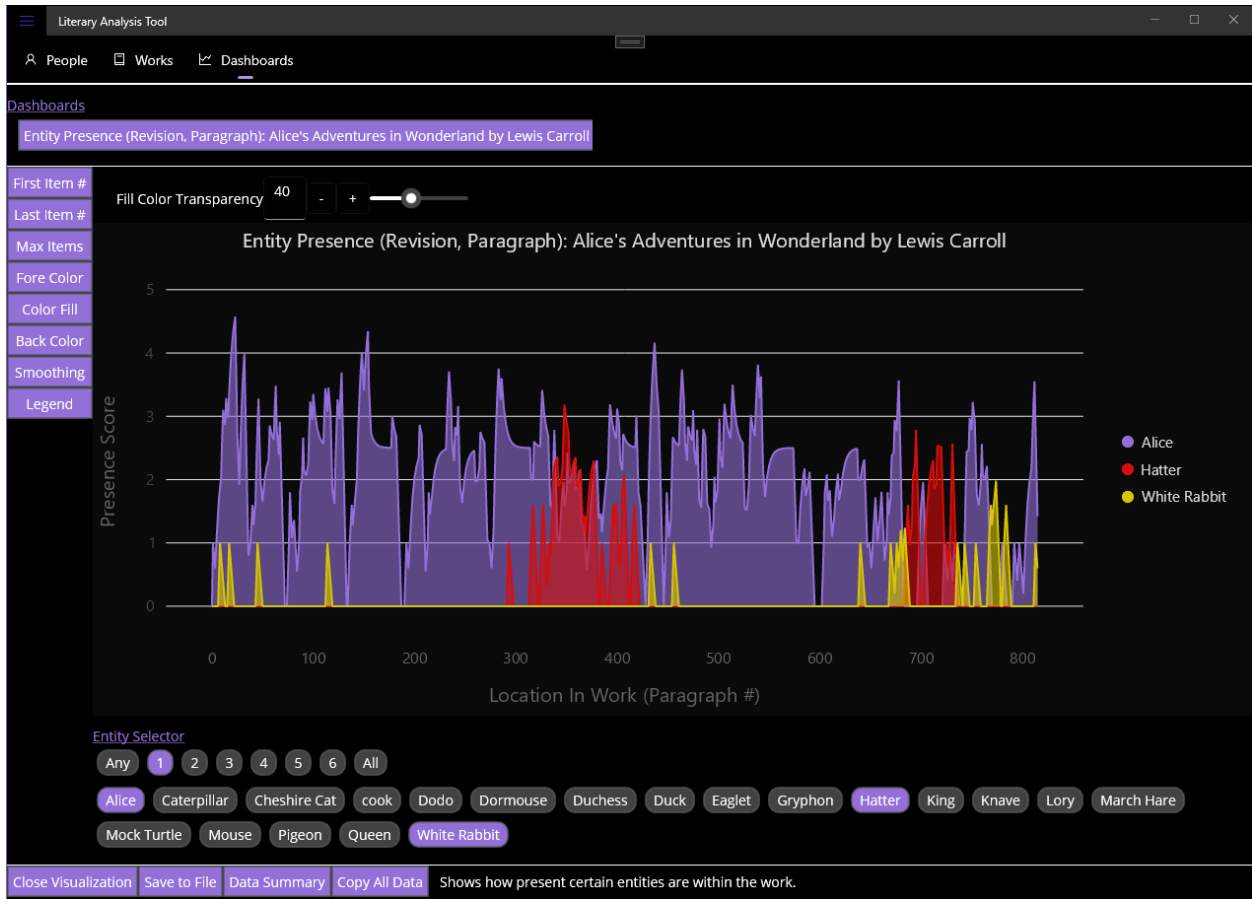 Literary Analysis Tool
People Works Dashboards
Dashboards
Entity Presence (Revision, Paragraph): Alice's Adventures in Wonderland by Lewis Carroll
First Item #
Last Item #
Max Items
Fore Color
Color Fill
Back Color
Smoothing
Legend
Fill Color Transparency 40 - +
Entity Presence (Revision, Paragraph): Alice's Adventures in Wonderland by Lewis Carroll
Presence Score
5
4
3
2
1
0
0 100 200 300 400 500 600 700 800
Location In Work (Paragraph #)
Alice
Hatter
White Rabbit
Entity Selector
Any 1 2 3 4 5 6 All
Alice Caterpillar Cheshire Cat cook Dodo Dormouse Duchess Duck Eaglet Gryphon Hatter King Knave Lory March Hare
Mock Turtle Mouse Pigeon Queen White Rabbit
Close Visualization Save to File Data Summary Copy All Data Shows how present certain entities are within the work.